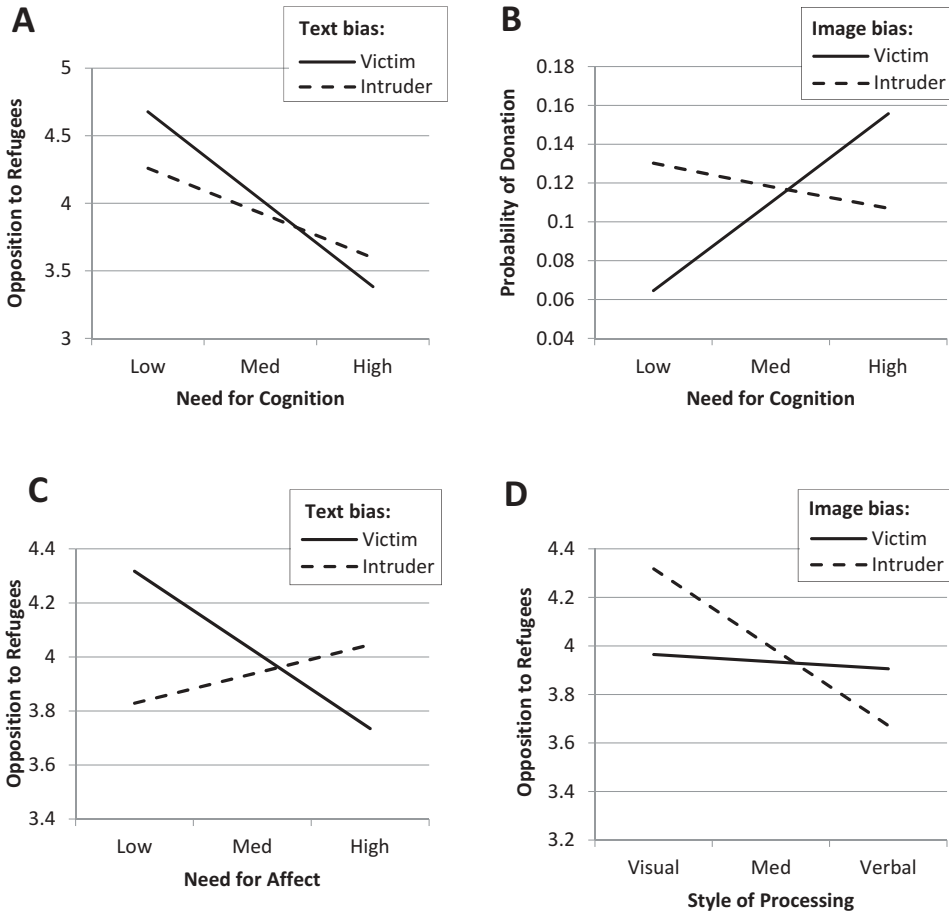 A
Text bias:
Victim
Intruder
Opposition to Refugees
5
4.5
4
3.5
3
Low Med High
Need for Cognition
B
Image bias:
Victim
Intruder
Probability of Donation
0.18
0.16
0.14
0.12
0.1
0.08
0.06
0.04
Low Med High
Need for Cognition
C
Text bias:
Victim
Intruder
Opposition to Refugees
4.4
4.2
4
3.8
3.6
3.4
Low Med High
Need for Affect
D
Image bias:
Victim
Intruder
Opposition to Refugees
4.4
4.2
4
3.8
3.6
3.4
3.2
Visual Med Verbal
Style of Processing